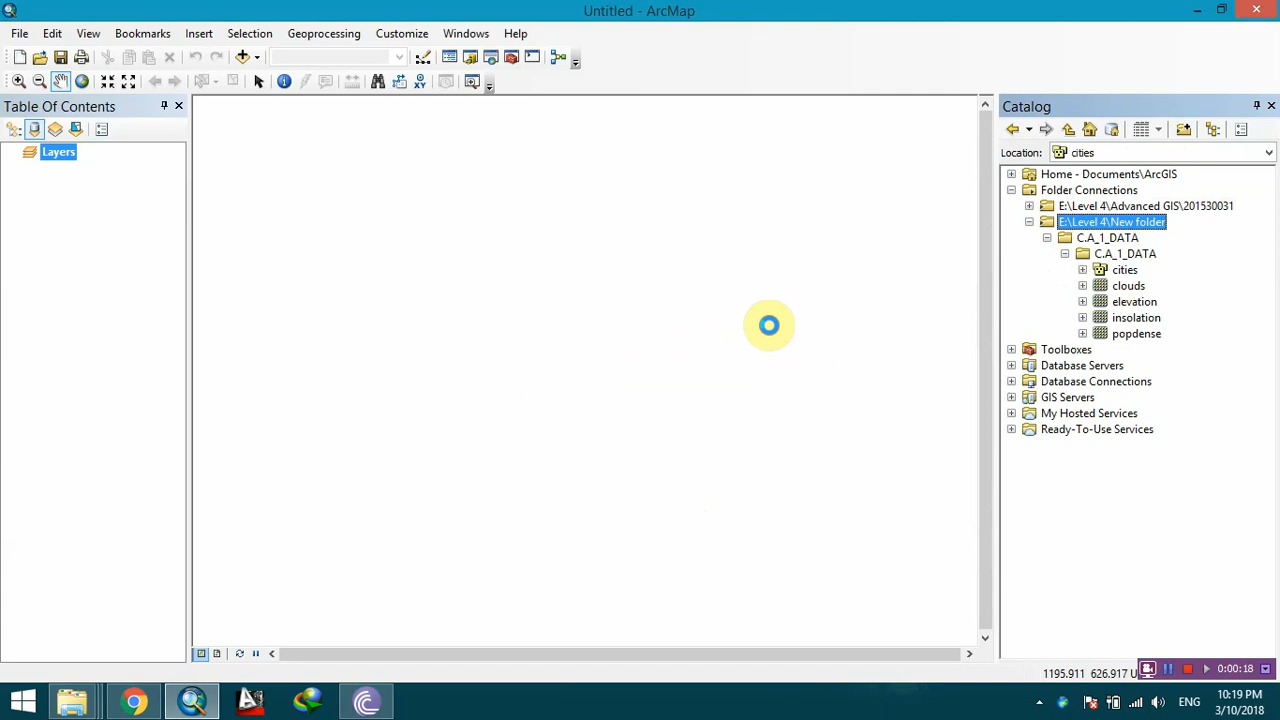 Untitled - ArcMap
File Edit View Bookmarks Insert Selection Geoprocessing Customize Windows Help
Table Of Contents
Layers
Catalog
Location: cities
Home - Documents\ArcGIS
Folder Connections
E:\Level 4\Advanced GIS\201530031
E:\Level 4\New folder
C.A_1_DATA
C.A_1_DATA
cities
clouds
elevation
insolation
popdense
Toolboxes
Database Servers
Database Connections
GIS Servers
My Hosted Services
Ready-To-Use Services
1195.911 626.917 U
0:00:18
ENG
10:19 PM
3/10/2018